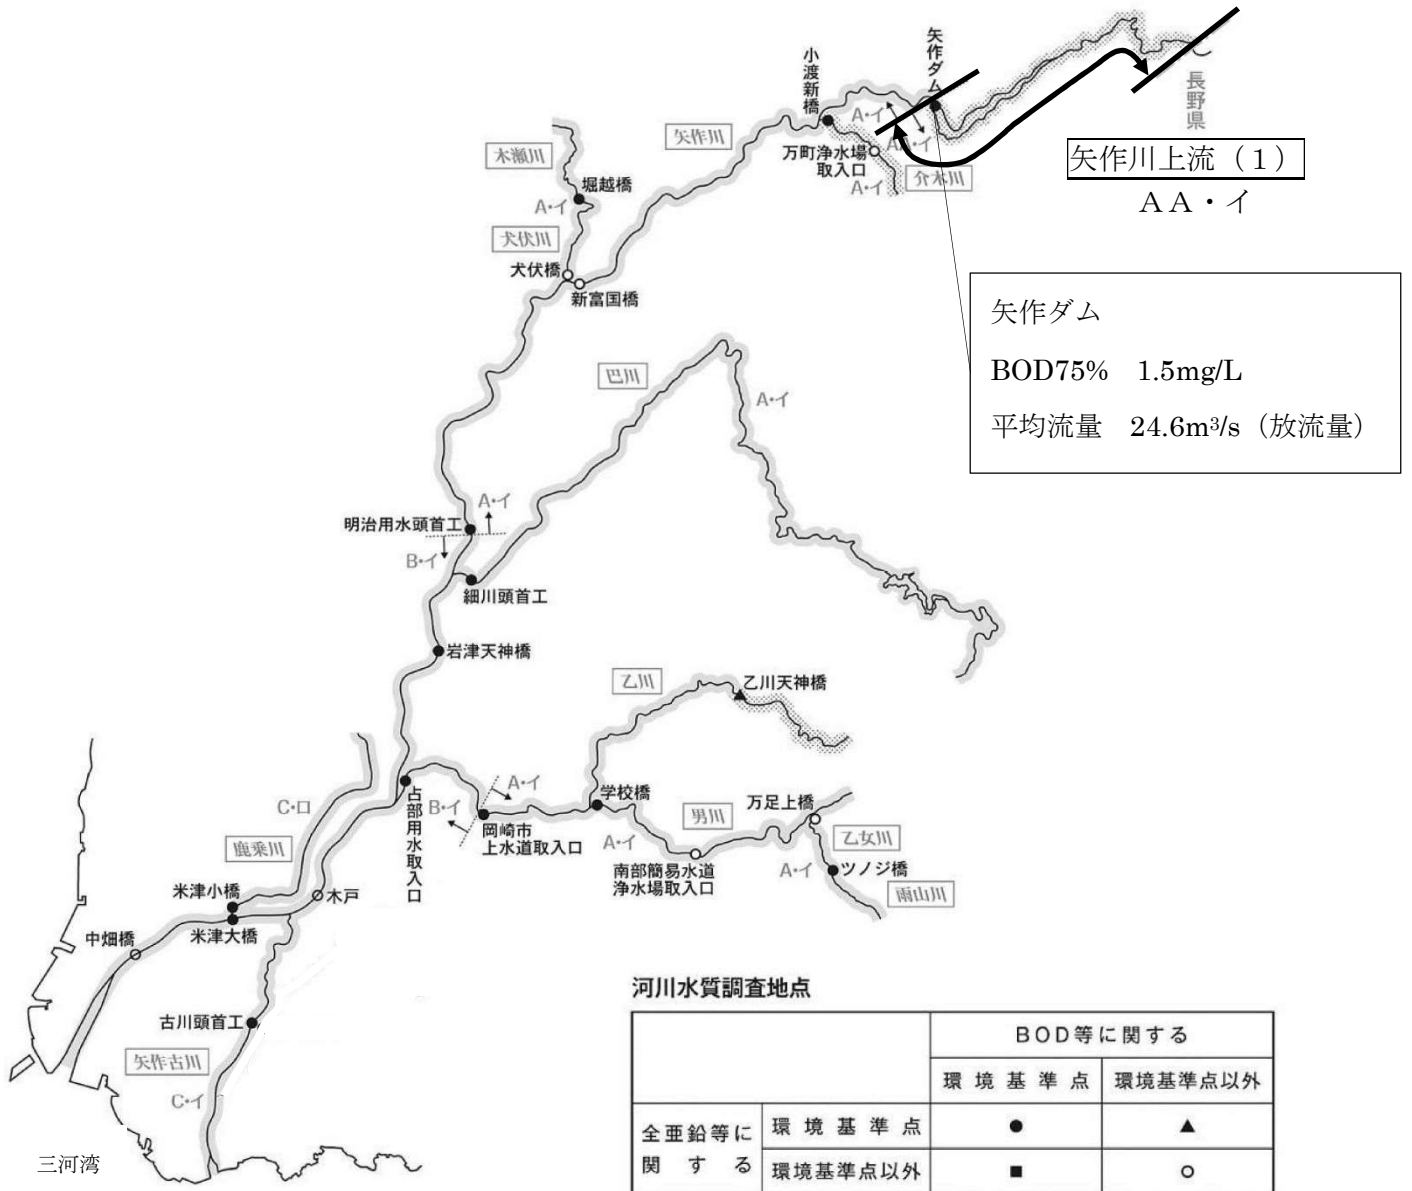 矢作ダム
小渡新橋
長野県
A・イ
AA・イ
矢作川
万町浄水場
取入口
A・イ
介木川
矢作川上流（１）
ＡＡ・イ
木瀬川
堀越橋
A・イ
犬伏川
犬伏橋
新富国橋
矢作ダム
BOD75%　1.5mg/L
平均流量　24.6m³/s（放流量）
巴川
A・イ
明治用水頭首工
A・イ
B・イ
細川頭首工
岩津天神橋
乙川
乙川天神橋
C・ロ
鹿乗川
占部用水取入口
B・イ
A・イ
岡崎市
上水道取入口
学校橋
A・イ
男川
万足上橋
乙女川
南部簡易水道
浄水場取入口
A・イ
ツノジ橋
雨山川
米津小橋
木戸
米津大橋
中畑橋
古川頭首工
矢作古川
C・イ
三河湾
河川水質調査地点
BOD等に関する
環境基準点
環境基準点以外
全亜鉛等に
関する
環境基準点
●
▲
環境基準点以外
■
○